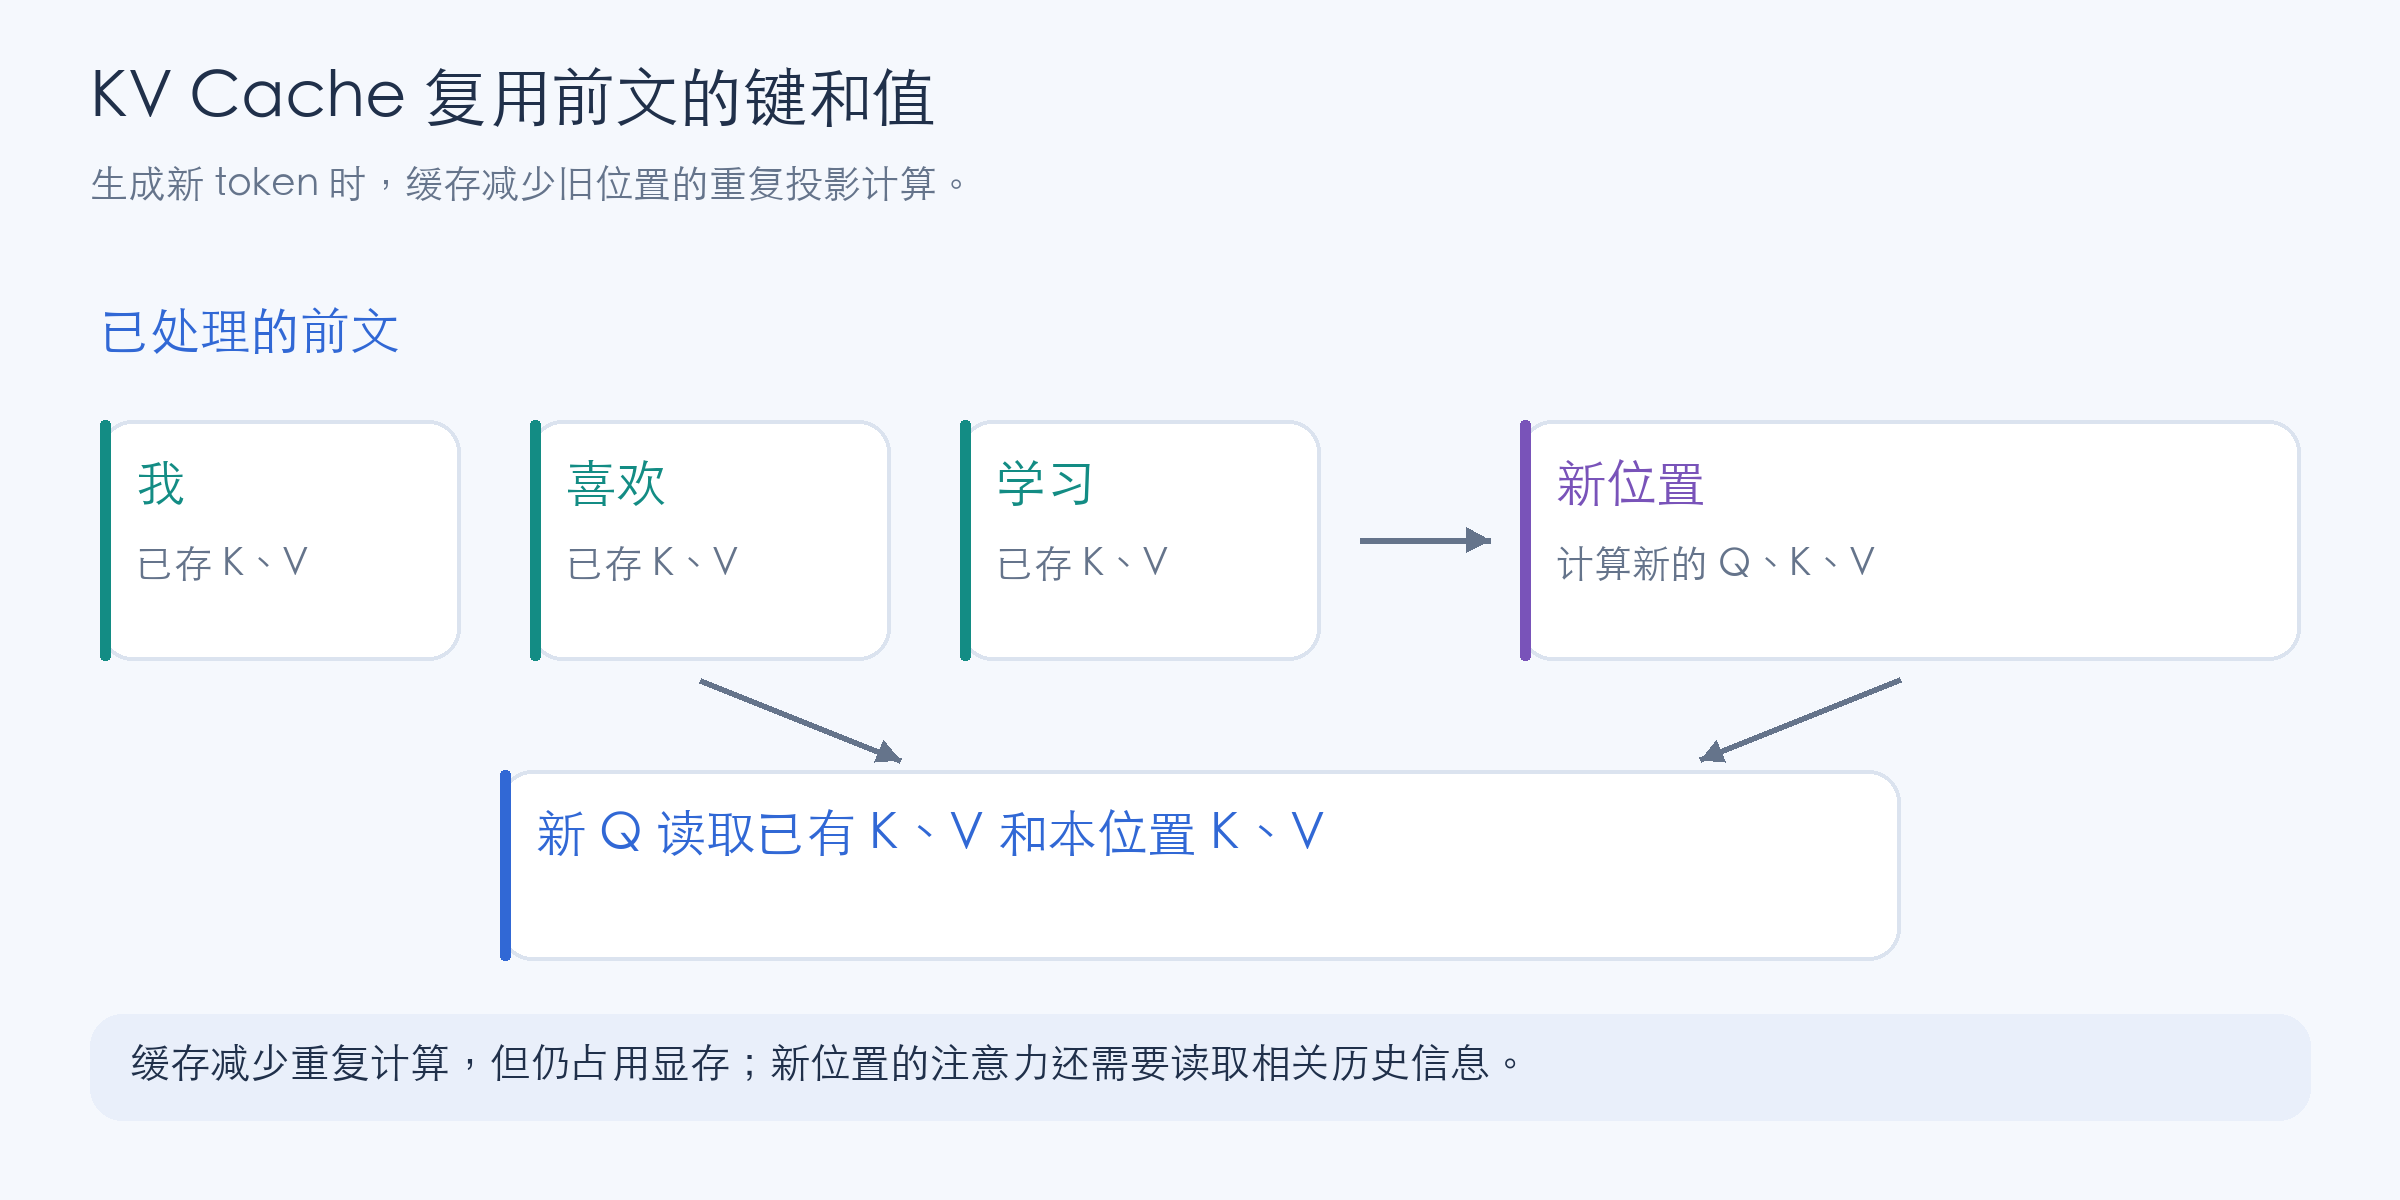 KV Cache 复用前文的键和值
生成新 token 时，缓存减少旧位置的重复投影计算。
已处理的前文
我
已存 K、V
喜欢
已存 K、V
学习
已存 K、V
新位置
计算新的 Q、K、V
新 Q 读取已有 K、V 和本位置 K、V
缓存减少重复计算，但仍占用显存；新位置的注意力还需要读取相关历史信息。